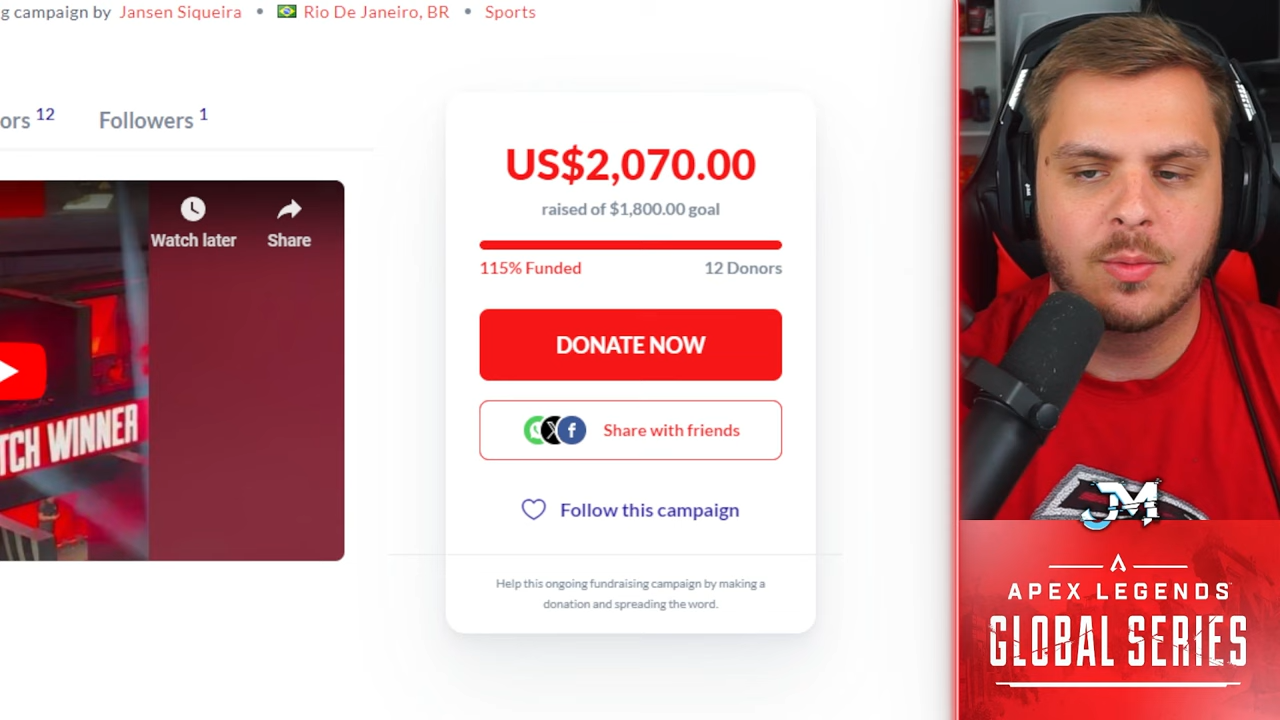 g campaign by Jansen Siqueira • Rio De Janeiro, BR • Sports
ors 12 Followers 1
Watch later Share
TCH WINNER
US$2,070.00
raised of $1,800.00 goal
115% Funded 12 Donors
DONATE NOW
Share with friends
Follow this campaign
Help this ongoing fundraising campaign by making a
donation and spreading the word.
JM
APEX LEGENDS
GLOBAL SERIES